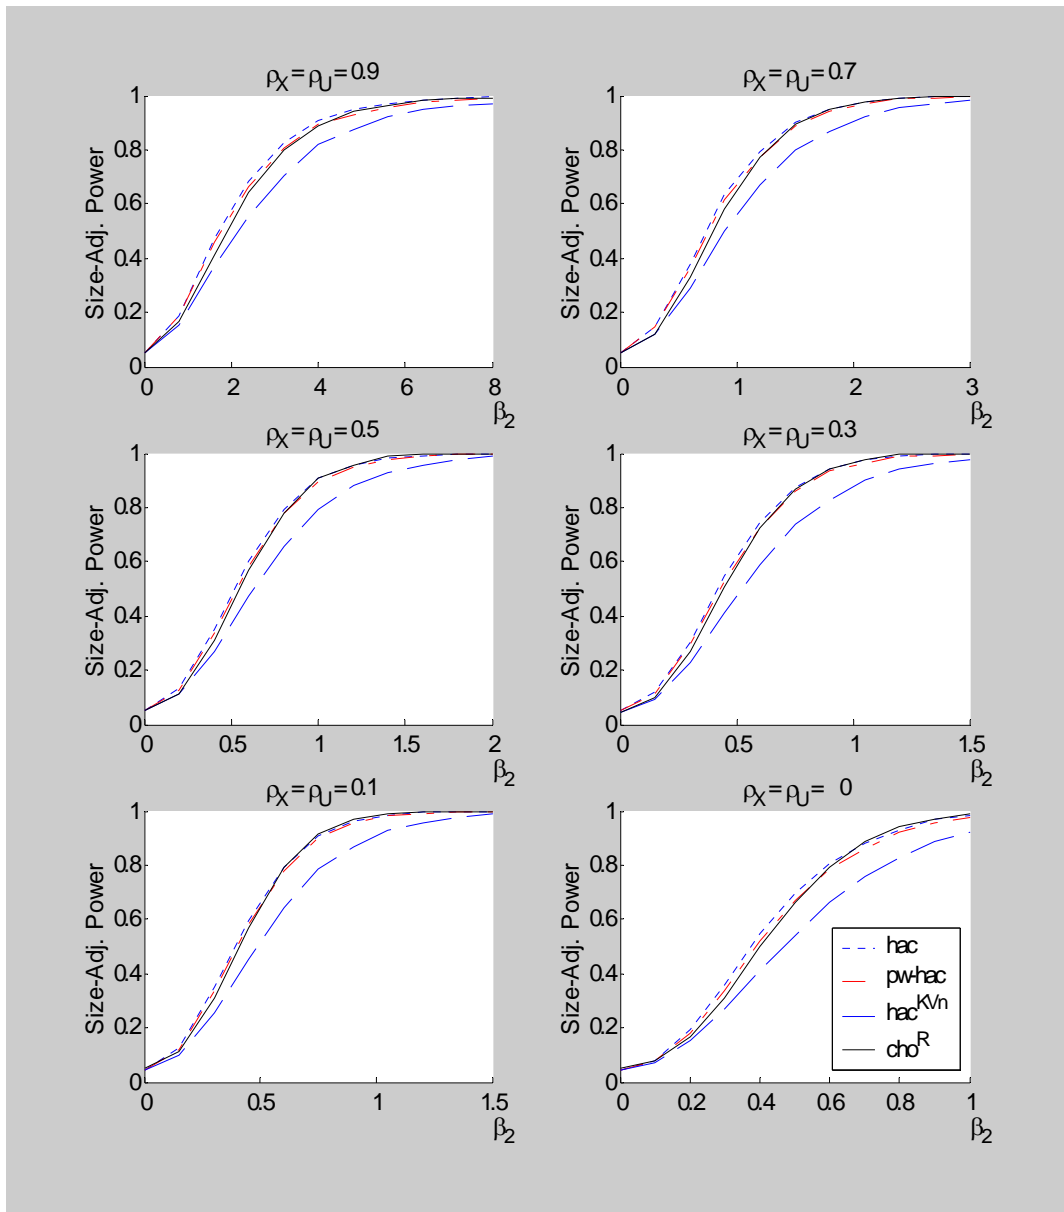 ρX = ρU = 0.9
Size-Adj. Power
1
0.8
0.6
0.4
0.2
0
0 2 4 6 8
β2
ρX = ρU = 0.7
Size-Adj. Power
1
0.8
0.6
0.4
0.2
0
0 1 2 3
β2
ρX = ρU = 0.5
Size-Adj. Power
1
0.8
0.6
0.4
0.2
0
0 0.5 1 1.5 2
β2
ρX = ρU = 0.3
Size-Adj. Power
1
0.8
0.6
0.4
0.2
0
0 0.5 1 1.5
β2
ρX = ρU = 0.1
Size-Adj. Power
1
0.8
0.6
0.4
0.2
0
0 0.5 1 1.5
β2
ρX = ρU = 0
Size-Adj. Power
1
0.8
0.6
0.4
0.2
0
0 0.2 0.4 0.6 0.8 1
β2
hac
pw-hac
hac^KVn
cho^R